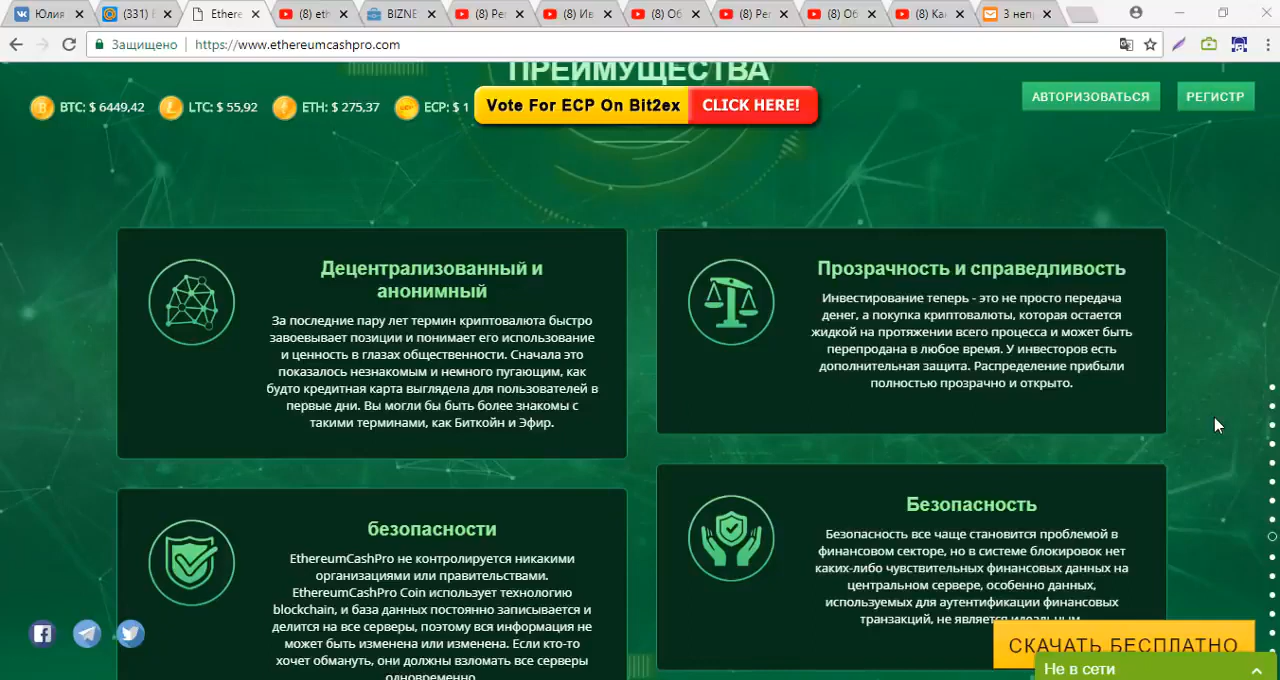 Юлия
(331)
Ethere
(8) eth
BIZNE
(8) Ре
(8) Ив
(8) Об
(8) Рег
(8) Об
(8) Как
3 неп
Защищено
https://www.ethereumcashpro.com
ПРЕИМУЩЕСТВА
BTC: $ 6449,42
LTC: $ 55,92
ETH: $ 275,37
ECP: $ 1
Vote For ECP On Bit2ex
CLICK HERE!
АВТОРИЗОВАТЬСЯ
РЕГИСТР
Децентрализованный и
анонимный
За последние пару лет термин криптовалюта быстро
завоевывает позиции и понимает его использование
и ценность в глазах общественности. Сначала это
показалось незнакомым и немного пугающим, как
будто кредитная карта выглядела для пользователей в
первые дни. Вы могли бы быть более знакомы с
такими терминами, как Биткойн и Эфир.
Прозрачность и справедливость
Инвестирование теперь - это не просто передача
денег, а покупка криптовалюты, которая остается
жидкой на протяжении всего процесса и может быть
перепродана в любое время. У инвесторов есть
дополнительная защита. Распределение прибыли
полностью прозрачно и открыто.
безопасности
EthereumCashPro не контролируется никакими
организациями или правительствами.
EthereumCashPro Coin использует технологию
blockchain, и база данных постоянно записывается и
делится на все серверы, поэтому вся информация не
может быть изменена или изменена. Если кто-то
хочет обмануть, они должны взломать все серверы
одновременно.
Безопасность
Безопасность все чаще становится проблемой в
финансовом секторе, но в системе блокировок нет
каких-либо чувствительных финансовых данных на
центральном сервере, особенно данных,
используемых для аутентификации финансовых
транзакций, не является идеальным.
СКАЧАТЬ БЕСПЛАТНО
Не в сети